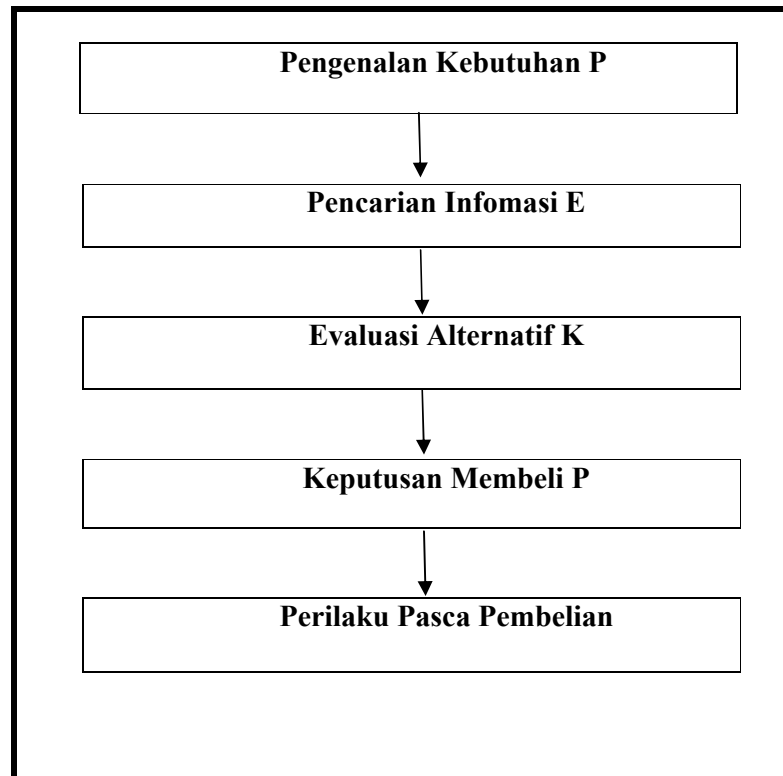 Pengenalan Kebutuhan P
Pencarian Infomasi E
Evaluasi Alternatif K
Keputusan Membeli P
Perilaku Pasca Pembelian